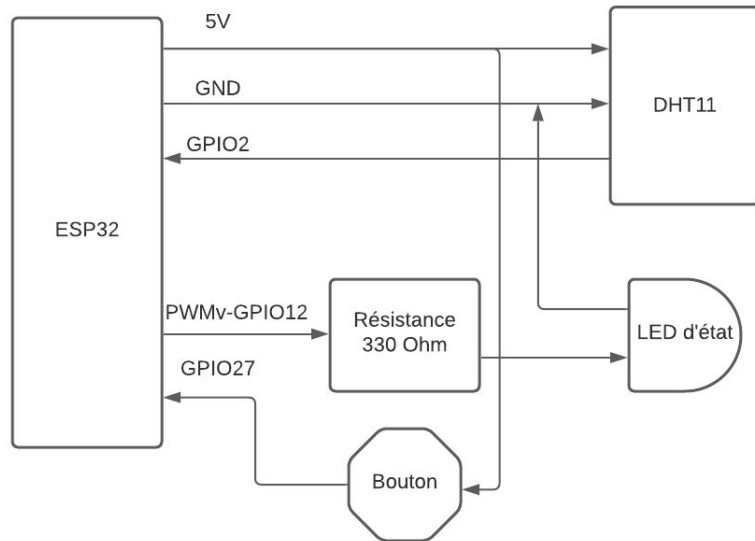 5V
GND
DHT11
GPIO2
ESP32
PWMv-GPIO12
Résistance
330 Ohm
LED d'état
GPIO27
Bouton